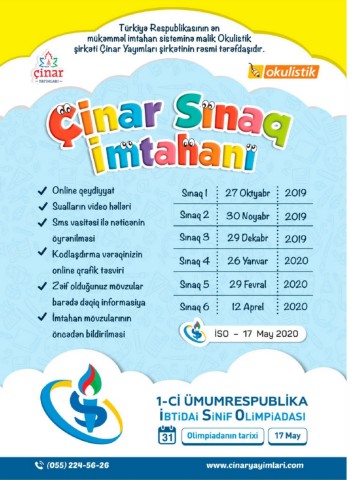 Türkiyə Respublikasının ən
mükəmməl imtahan sisteminə malik Okulistik
şirkəti Çinar Yayımları şirkətinin rəsmi tərəfdaşıdır.
çinar
YAYIMLARI
okulistik
Çinar Sınaq
imtahanı
✓ Online qeydiyyat
✓ Sualların video həlləri
✓ Sms vasitəsi ilə nəticənin
öyrənilməsi
✓ Kodlaşdırma vərəqinizin
online qrafik təsviri
✓ Zəif olduğunuz mövzular
barədə dəqiq informasiya
✓ İmtahan mövzularının
öncədən bildirilməsi
Sınaq 1 27 Oktyabr 2019
Sınaq 2 30 Noyabr 2019
Sınaq 3 29 Dekabr 2019
Sınaq 4 26 Yanvar 2020
Sınaq 5 29 Fevral 2020
Sınaq 6 12 Aprel 2020
İSO – 17 May 2020
1-Cİ ÜMUMRESPUBLİKA
İBTİDAİ SİNİF OLİMPİADASI
31 Olimpiadanın tarixi 17 May
(055) 224-56-26
www.cinaryayimlari.com